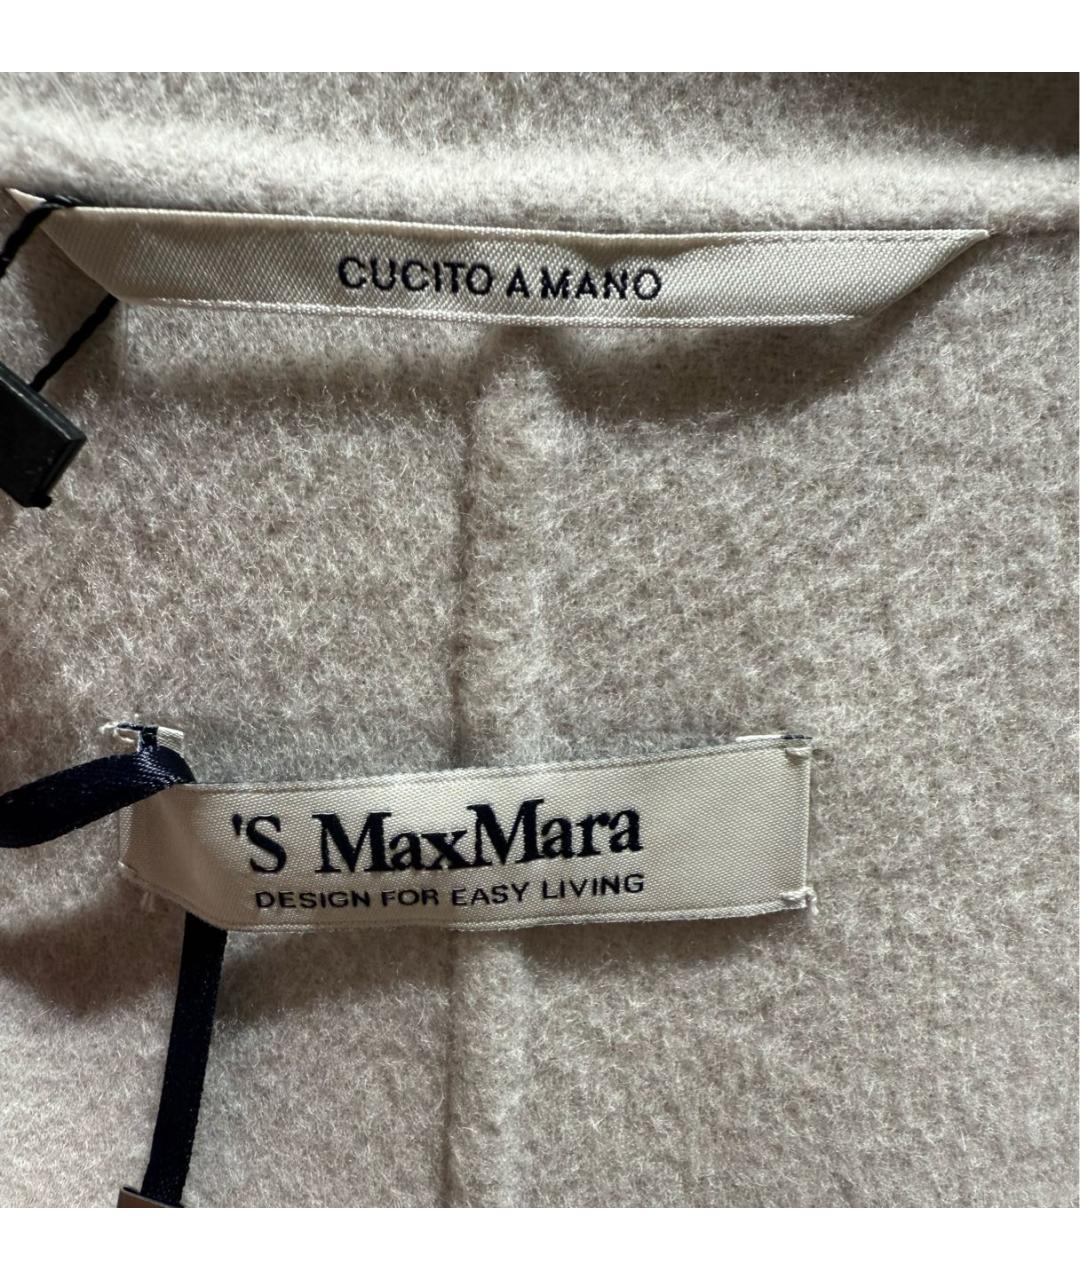 CUCITO A MANO
'S MaxMara
DESIGN FOR EASY LIVING